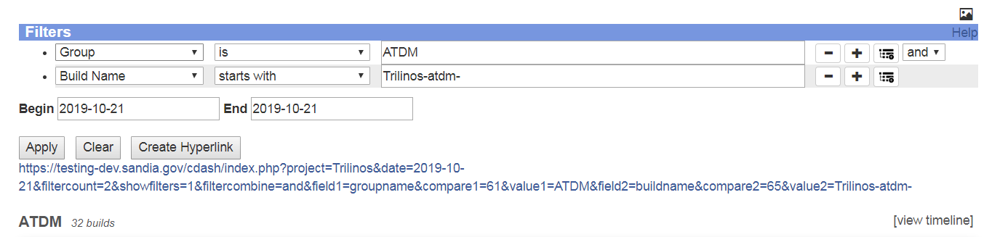 Filters Help
Group is ATDM and
Build Name starts with Trilinos-atdm-
Begin 2019-10-21 End 2019-10-21
Apply Clear Create Hyperlink
https://testing-dev.sandia.gov/cdash/index.php?project=Trilinos&date=2019-10-
21&filtercount=2&showfilters=1&filtercombine=and&field1=groupname&compare1=61&value1=ATDM&field2=buildname&compare2=65&value2=Trilinos-atdm-
ATDM 32 builds [view timeline]